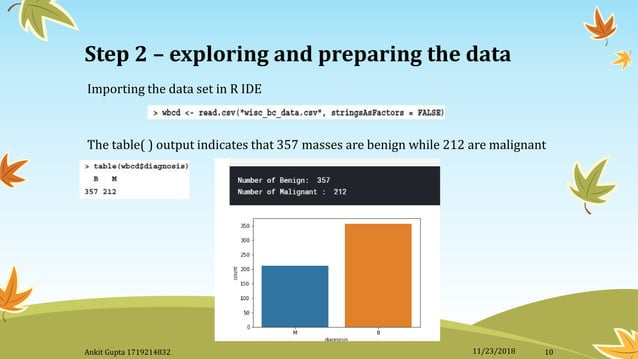 Step 2 – exploring and preparing the data
Importing the data set in R IDE
> wbcd <- read.csv("wisc_bc_data.csv", stringsAsFactors = FALSE)
The table( ) output indicates that 357 masses are benign while 212 are malignant
> table(wbcd$diagnosis)
B M
357 212
Number of Benign: 357
Number of Malignant : 212
350
300
250
200
150
100
50
0
count
M B
diagnosis
Ankit Gupta 1719214832 11/23/2018 10